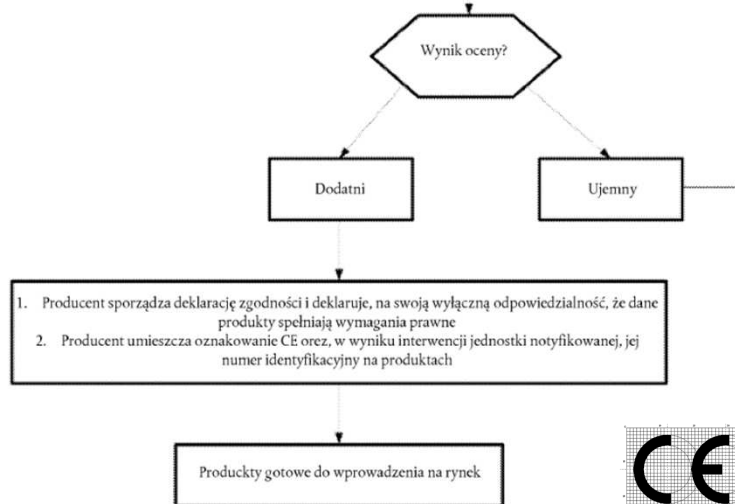 Wynik oceny?
Dodatni
Ujemny
1. Producent sporządza deklarację zgodności i deklaruje, na swoją wyłączną odpowiedzialność, że dane
produkty spełniają wymagania prawne
2. Producent umieszcza oznakowanie CE orez, w wyniku interwencji jednostki notyfikowanej, jej
numer identyfikacyjny na produktach
Produckty gotowe do wprowadzenia na rynek
CE